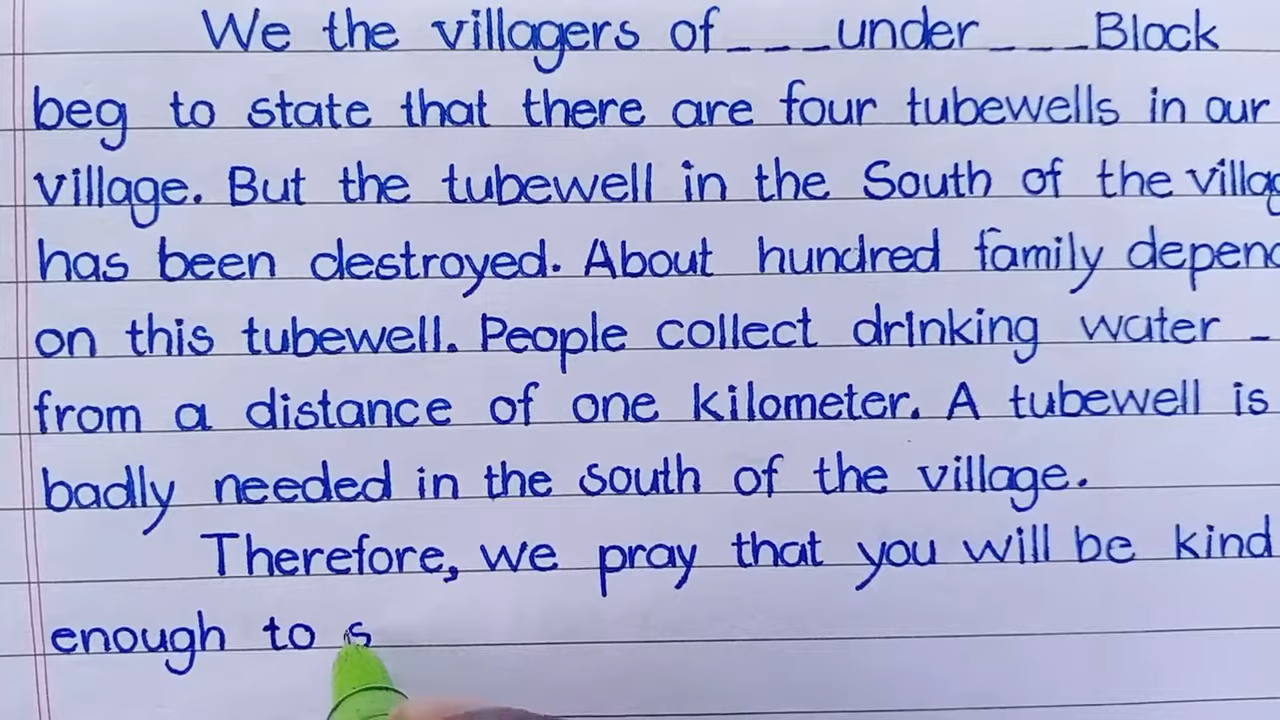 We the villagers of _ _ _ under _ _ _ Block
beg to state that there are four tubewells in our
village. But the tubewell in the South of the villag
has been destroyed. About hundred family depend
on this tubewell. People collect drinking water -
from a distance of one kilometer. A tubewell is
badly needed in the south of the village.
Therefore, we pray that you will be kind
enough to s